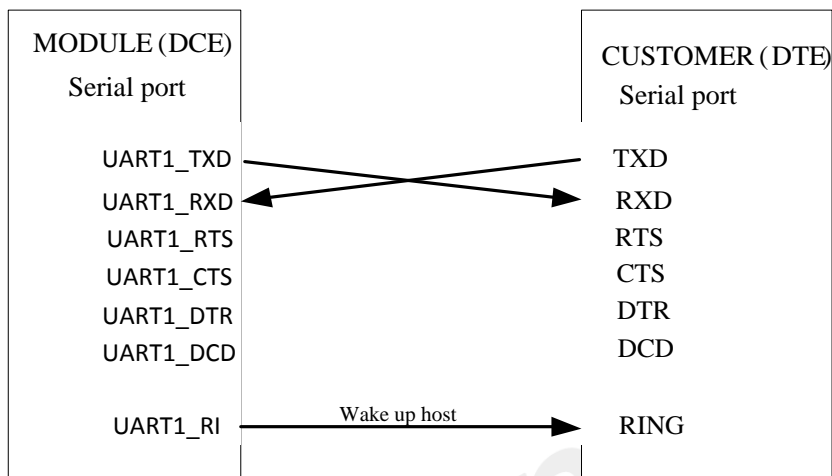 MODULE (DCE)
Serial port
CUSTOMER ( DTE)
Serial port
UART1_TXD
UART1_RXD
UART1_RTS
UART1_CTS
UART1_DTR
UART1_DCD
UART1_RI
TXD
RXD
RTS
CTS
DTR
DCD
RING
Wake up host